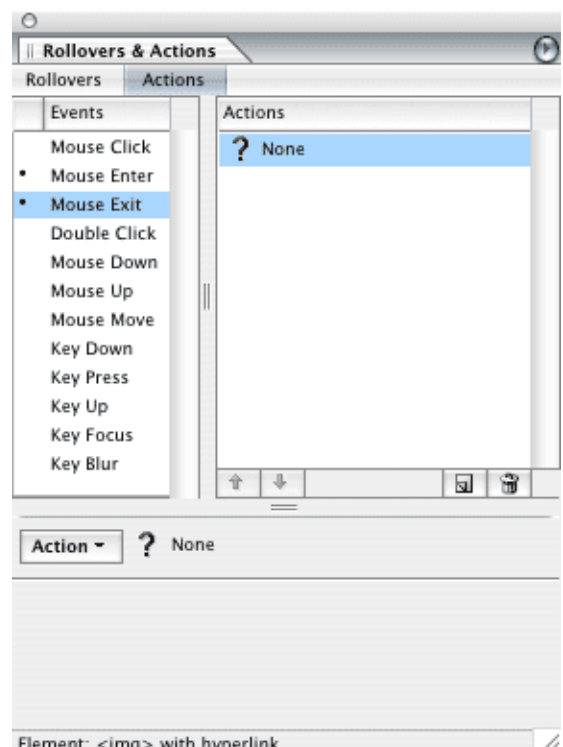 Rollovers & Actions
Rollovers Actions
Events
Actions
Mouse Click
Mouse Enter
Mouse Exit
Double Click
Mouse Down
Mouse Up
Mouse Move
Key Down
Key Press
Key Up
Key Focus
Key Blur
? None
Action ? None
Element: <img> with hyperlink